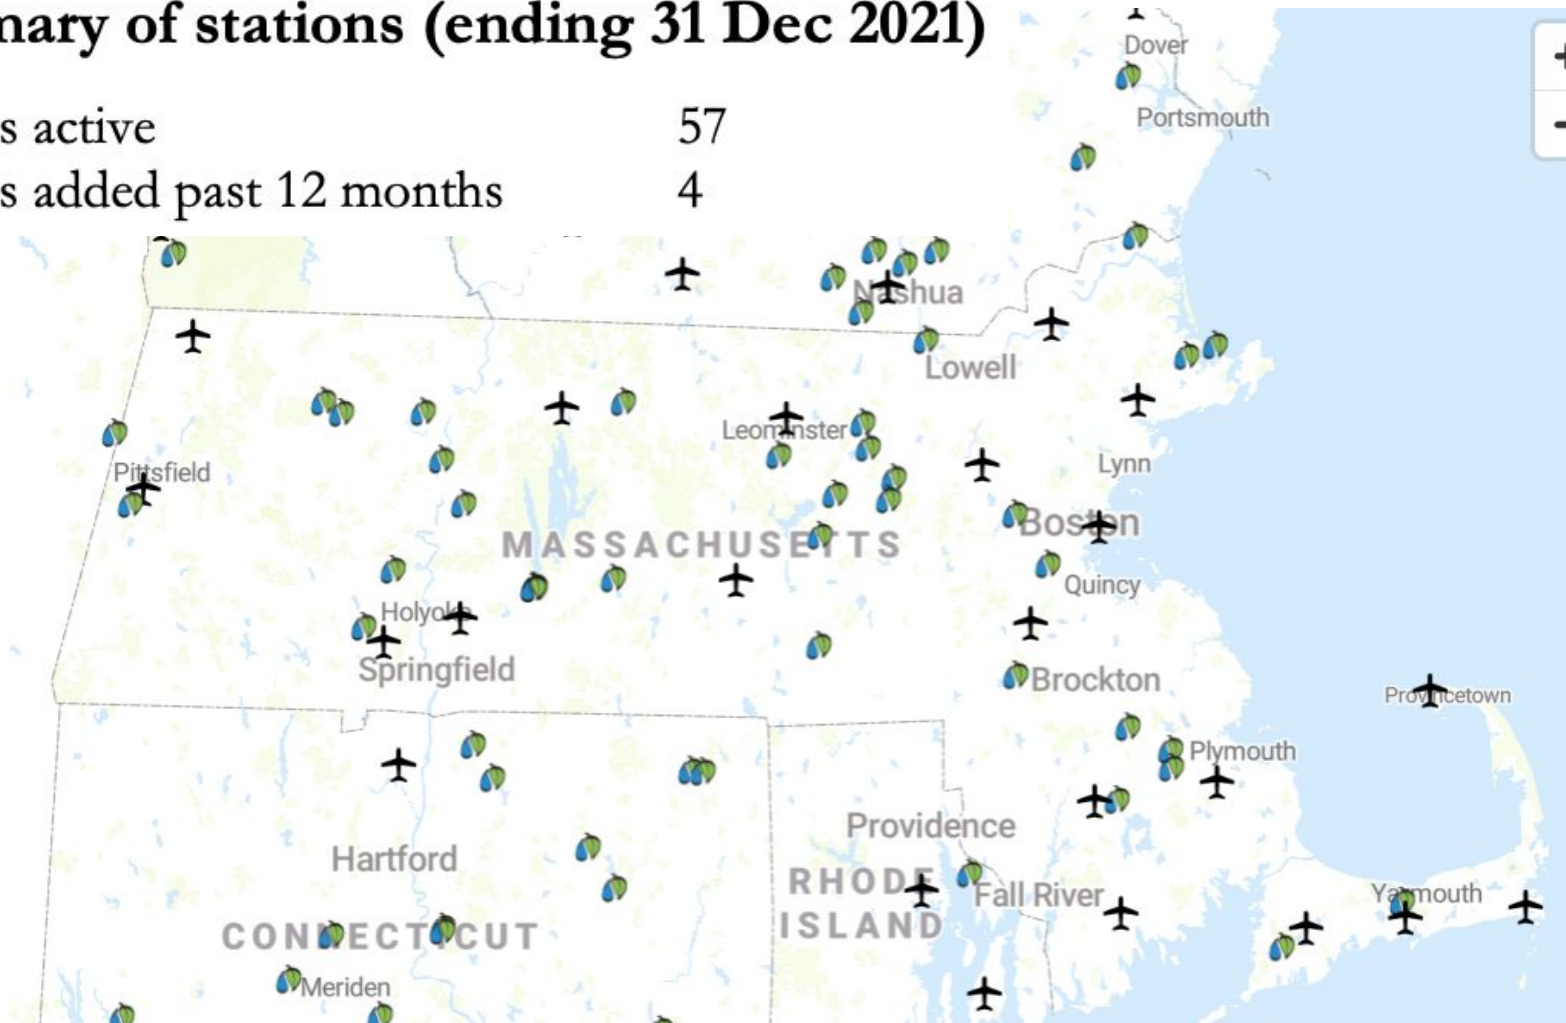 mary of stations (ending 31 Dec 2021)
s active 57
s added past 12 months 4
Dover
Portsmouth
Nashua
Lowell
Leominster
Pittsfield
Lynn
Boston
MASSACHUSETTS
Quincy
Holyoke
Springfield
Brockton
Provincetown
Plymouth
Providence
Hartford
RHODE
ISLAND
Fall River
Yarmouth
CONNECTICUT
Meriden
+
−